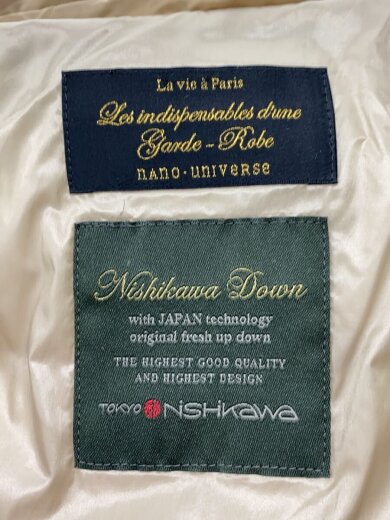 La vie à Paris
Les indispensables d'une
Garde-Robe
nano·universe
Nishikawa Down
with JAPAN technology
original fresh up down
THE HIGHEST GOOD QUALITY
AND HIGHEST DESIGN
TOKYO NiSHiKaWa